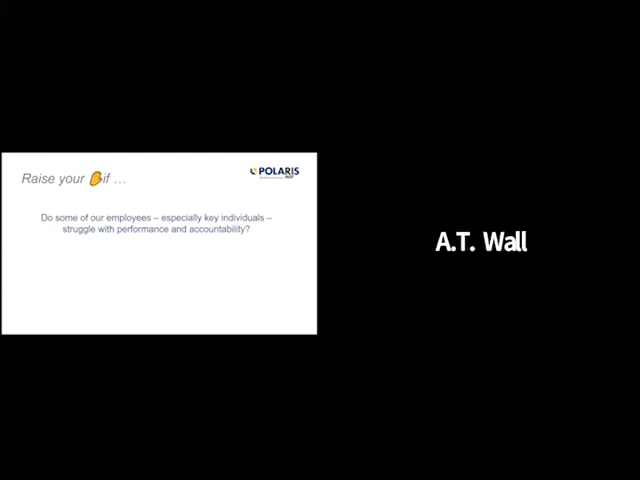 Raise your if …
POLARIS
Do some of our employees – especially key individuals –
struggle with performance and accountability?
A.T. Wall